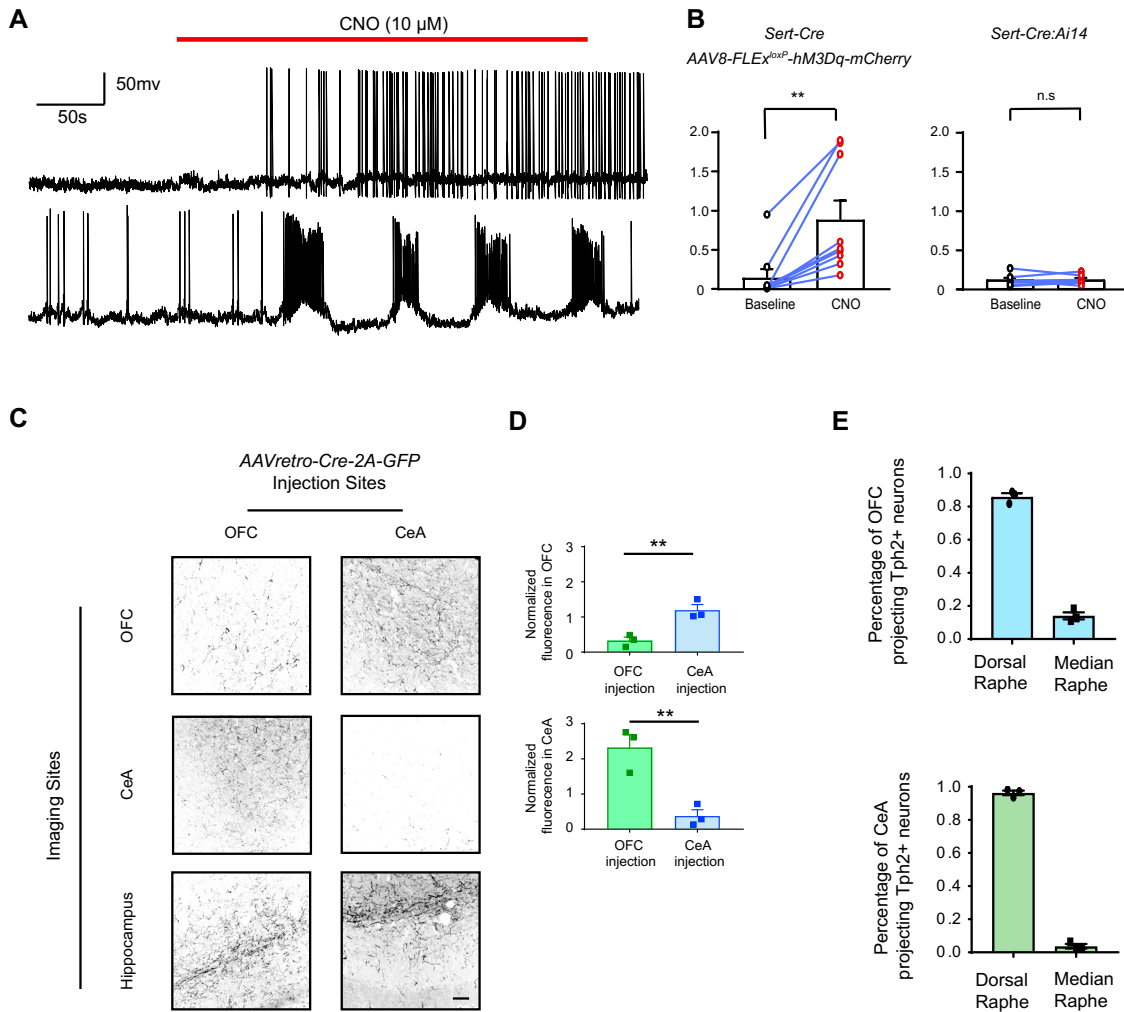 A
CNO (10 µM)
50mv
50s
B
Sert-Cre
AAV8-FLEx^loxP-hM3Dq-mCherry
Sert-Cre:Ai14
**
n.s
2.0
1.5
1.0
0.5
0
Baseline
CNO
2.0
1.5
1.0
0.5
0
Baseline
CNO
C
AAVretro-Cre-2A-GFP
Injection Sites
OFC
CeA
Imaging Sites
OFC
CeA
Hippocampus
D
Normalized
fluorecence in OFC
3
2
1
0
**
OFC
injection
CeA
injection
Normalized
fluorecence in CeA
3
2
1
0
**
OFC
injection
CeA
injection
E
Percentage of OFC
projecting Tph2+ neurons
1.0
0.8
0.6
0.4
0.2
0.0
Dorsal
Raphe
Median
Raphe
Percentage of CeA
projecting Tph2+ neurons
1.0
0.8
0.6
0.4
0.2
0.0
Dorsal
Raphe
Median
Raphe